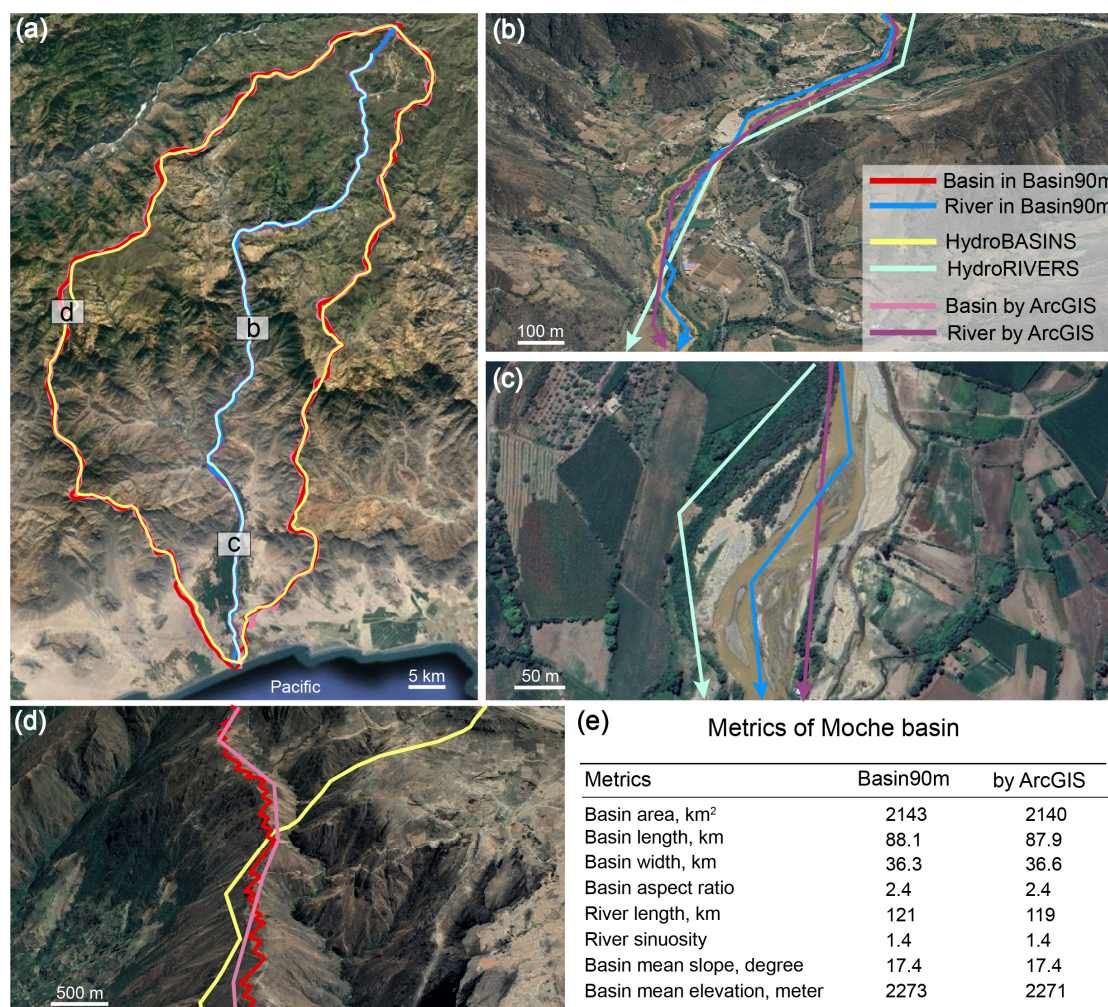 (a)
d
b
c
Pacific
5 km
(b)
100 m
Basin in Basin90m
River in Basin90m
HydroBASINS
HydroRIVERS
Basin by ArcGIS
River by ArcGIS
(c)
50 m
(d)
500 m
(e) Metrics of Moche basin
Metrics Basin90m by ArcGIS
Basin area, km² 2143 2140
Basin length, km 88.1 87.9
Basin width, km 36.3 36.6
Basin aspect ratio 2.4 2.4
River length, km 121 119
River sinuosity 1.4 1.4
Basin mean slope, degree 17.4 17.4
Basin mean elevation, meter 2273 2271